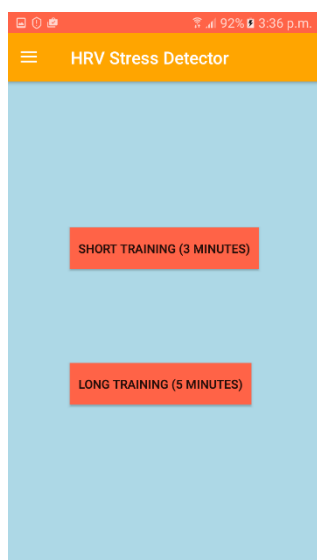 92% 3:36 p.m.
HRV Stress Detector
SHORT TRAINING (3 MINUTES)
LONG TRAINING (5 MINUTES)